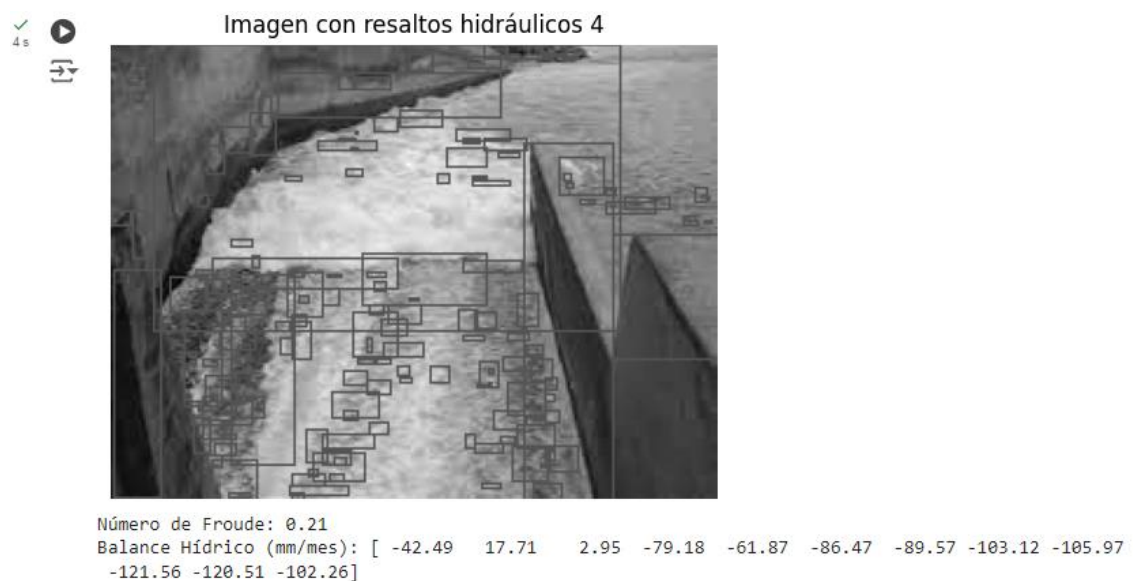 4 s
Imagen con resaltos hidráulicos 4
Número de Froude: 0.21
Balance Hídrico (mm/mes): [ -42.49 17.71 2.95 -79.18 -61.87 -86.47 -89.57 -103.12 -105.97
-121.56 -120.51 -102.26]